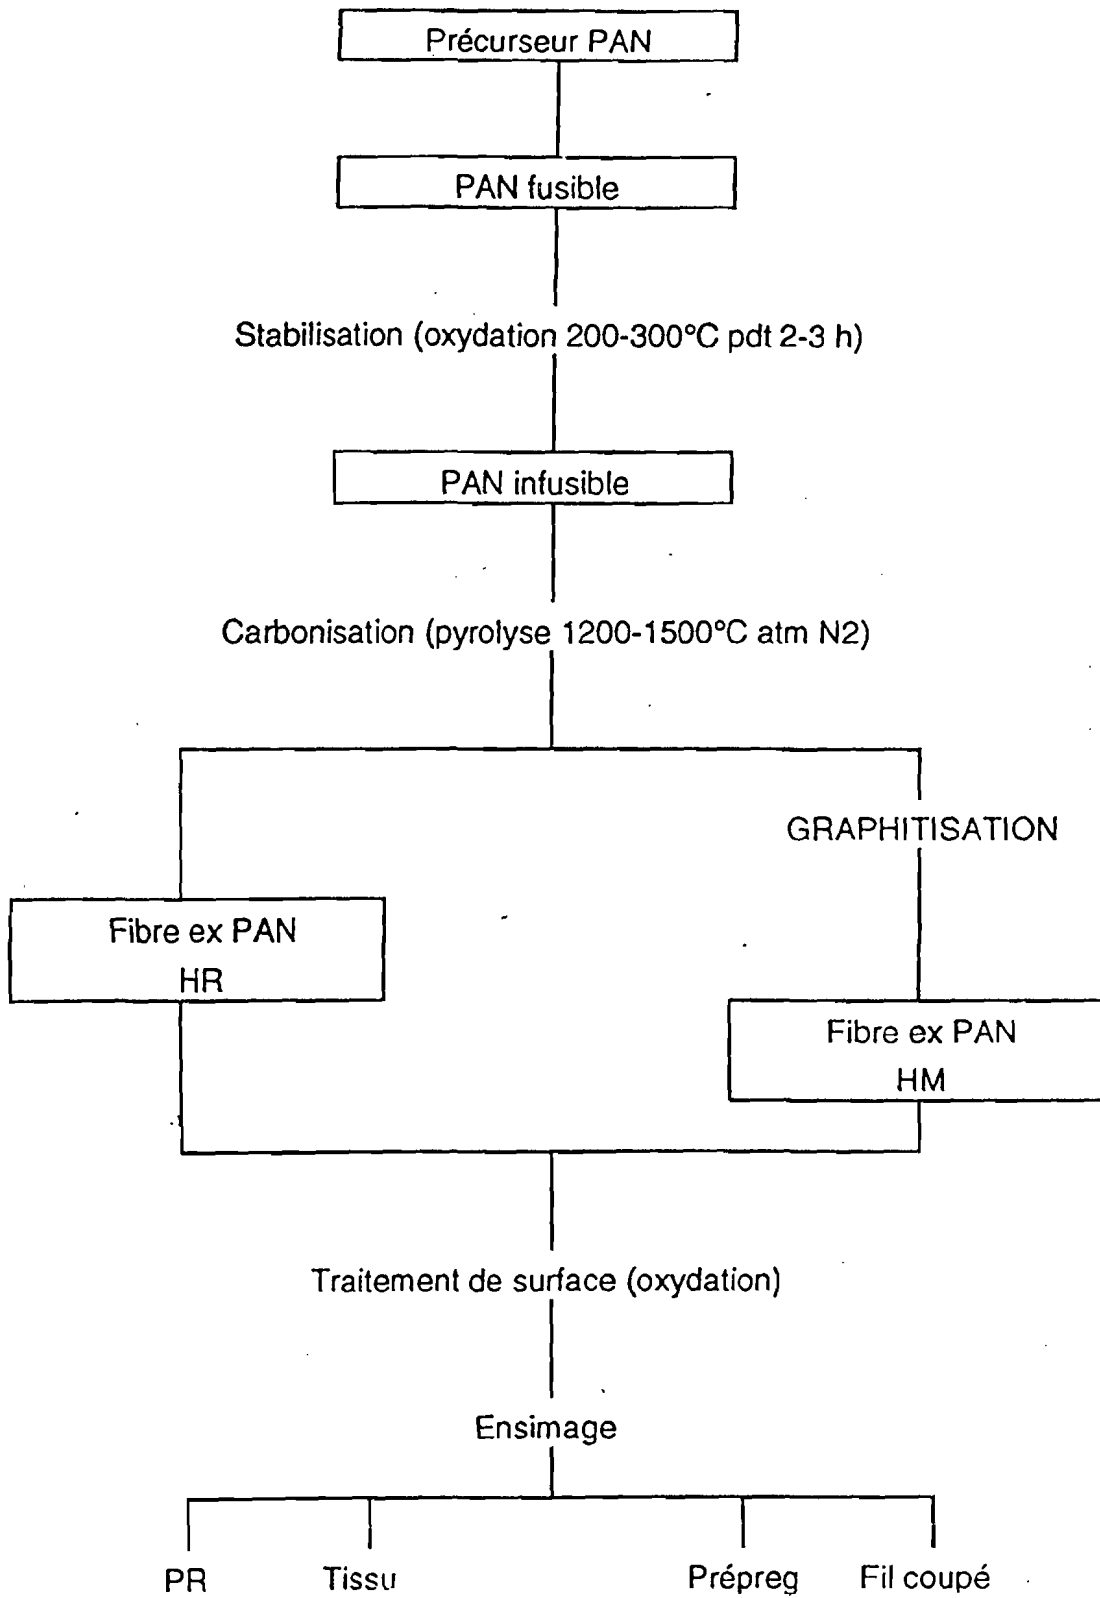 Précurseur PAN
PAN fusible
Stabilisation (oxydation 200-300°C pdt 2-3 h)
PAN infusible
Carbonisation (pyrolyse 1200-1500°C atm N2)
GRAPHITISATION
Fibre ex PAN
HR
Fibre ex PAN
HM
Traitement de surface (oxydation)
Ensimage
PR Tissu Prépreg Fil coupé